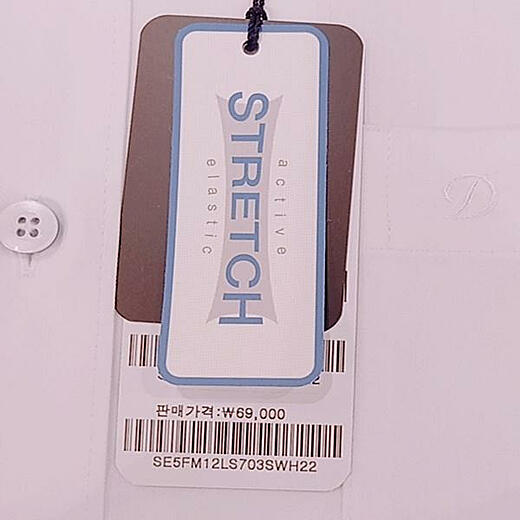 STRETCH
active
elastic
판매가격:₩69,000
SE5FM12LS703SWH22
D